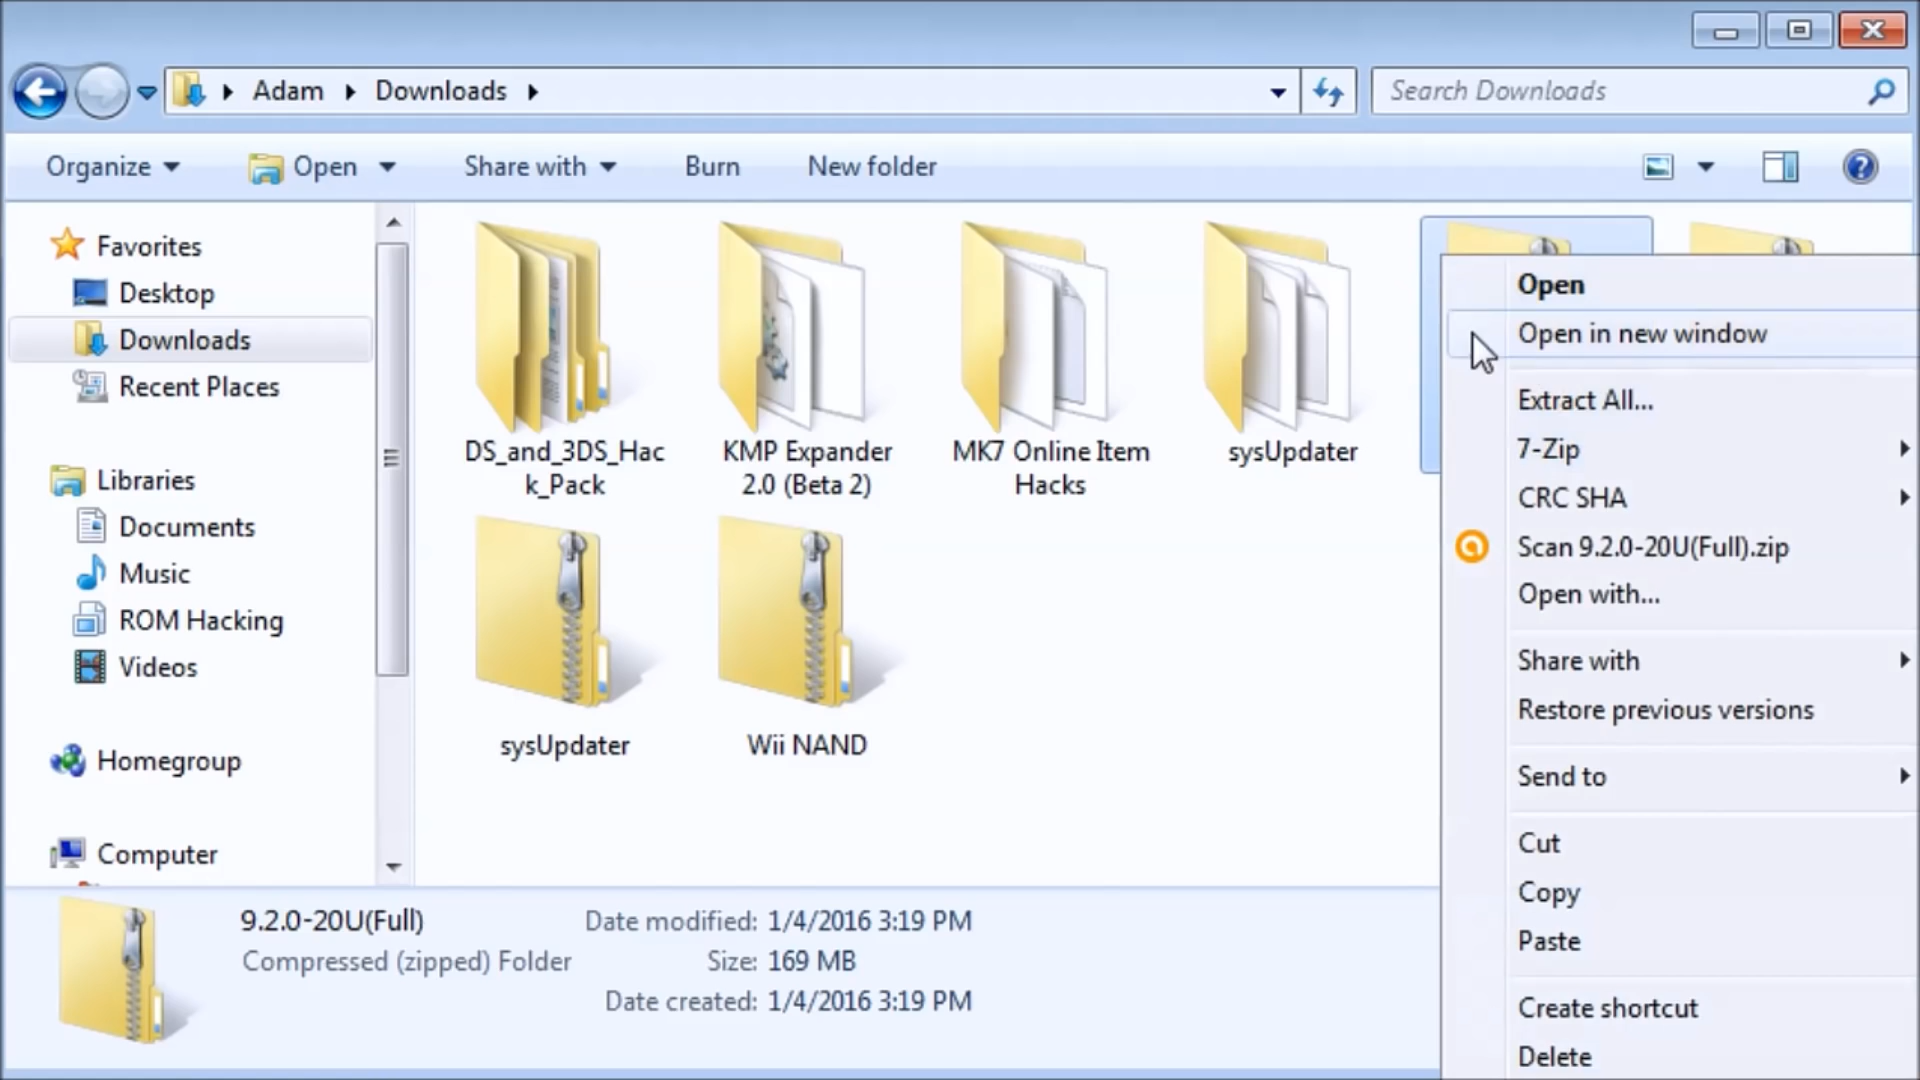 Adam Downloads
Search Downloads
Organize Open Share with Burn New folder
Favorites
Desktop
Downloads
Recent Places
Libraries
Documents
Music
ROM Hacking
Videos
Homegroup
Computer
DS_and_3DS_Hac
k_Pack
KMP Expander
2.0 (Beta 2)
MK7 Online Item
Hacks
sysUpdater
sysUpdater
Wii NAND
Open
Open in new window
Extract All...
7-Zip
CRC SHA
Scan 9.2.0-20U(Full).zip
Open with...
Share with
Restore previous versions
Send to
Cut
Copy
Paste
Create shortcut
Delete
9.2.0-20U(Full) Date modified: 1/4/2016 3:19 PM
Compressed (zipped) Folder Size: 169 MB
Date created: 1/4/2016 3:19 PM